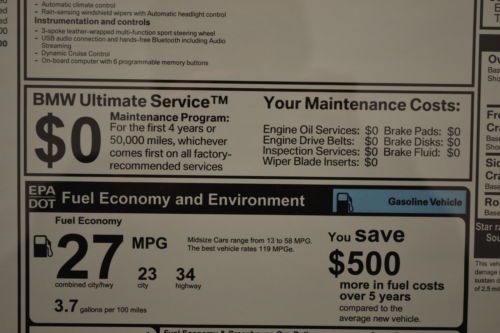 - Automatic climate control
- Rain-sensing windshield wipers with Automatic headlight control
Instrumentation and controls
- 3-spoke leather-wrapped multi-function sport steering wheel
- USB audio connection and hands-free Bluetooth including Audio
Streaming
- Dynamic Cruise Control
- On-board computer with 6 programmable memory buttons
BMW Ultimate Service™
$0
Maintenance Program:
For the first 4 years or
50,000 miles, whichever
comes first on all factory-
recommended services
Your Maintenance Costs:
Engine Oil Services: $0 Brake Pads: $0
Engine Drive Belts: $0 Brake Disks: $0
Inspection Services: $0 Brake Fluid: $0
Wiper Blade Inserts: $0
EPA
DOT
Fuel Economy and Environment
Gasoline Vehicle
Fuel Economy
27
MPG
Midsize Cars range from 13 to 58 MPG.
The best vehicle rates 119 MPGe.
combined city/hwy
23
city
34
highway
3.7 gallons per 100 miles
You save
$500
more in fuel costs
over 5 years
compared to the
average new vehicle.